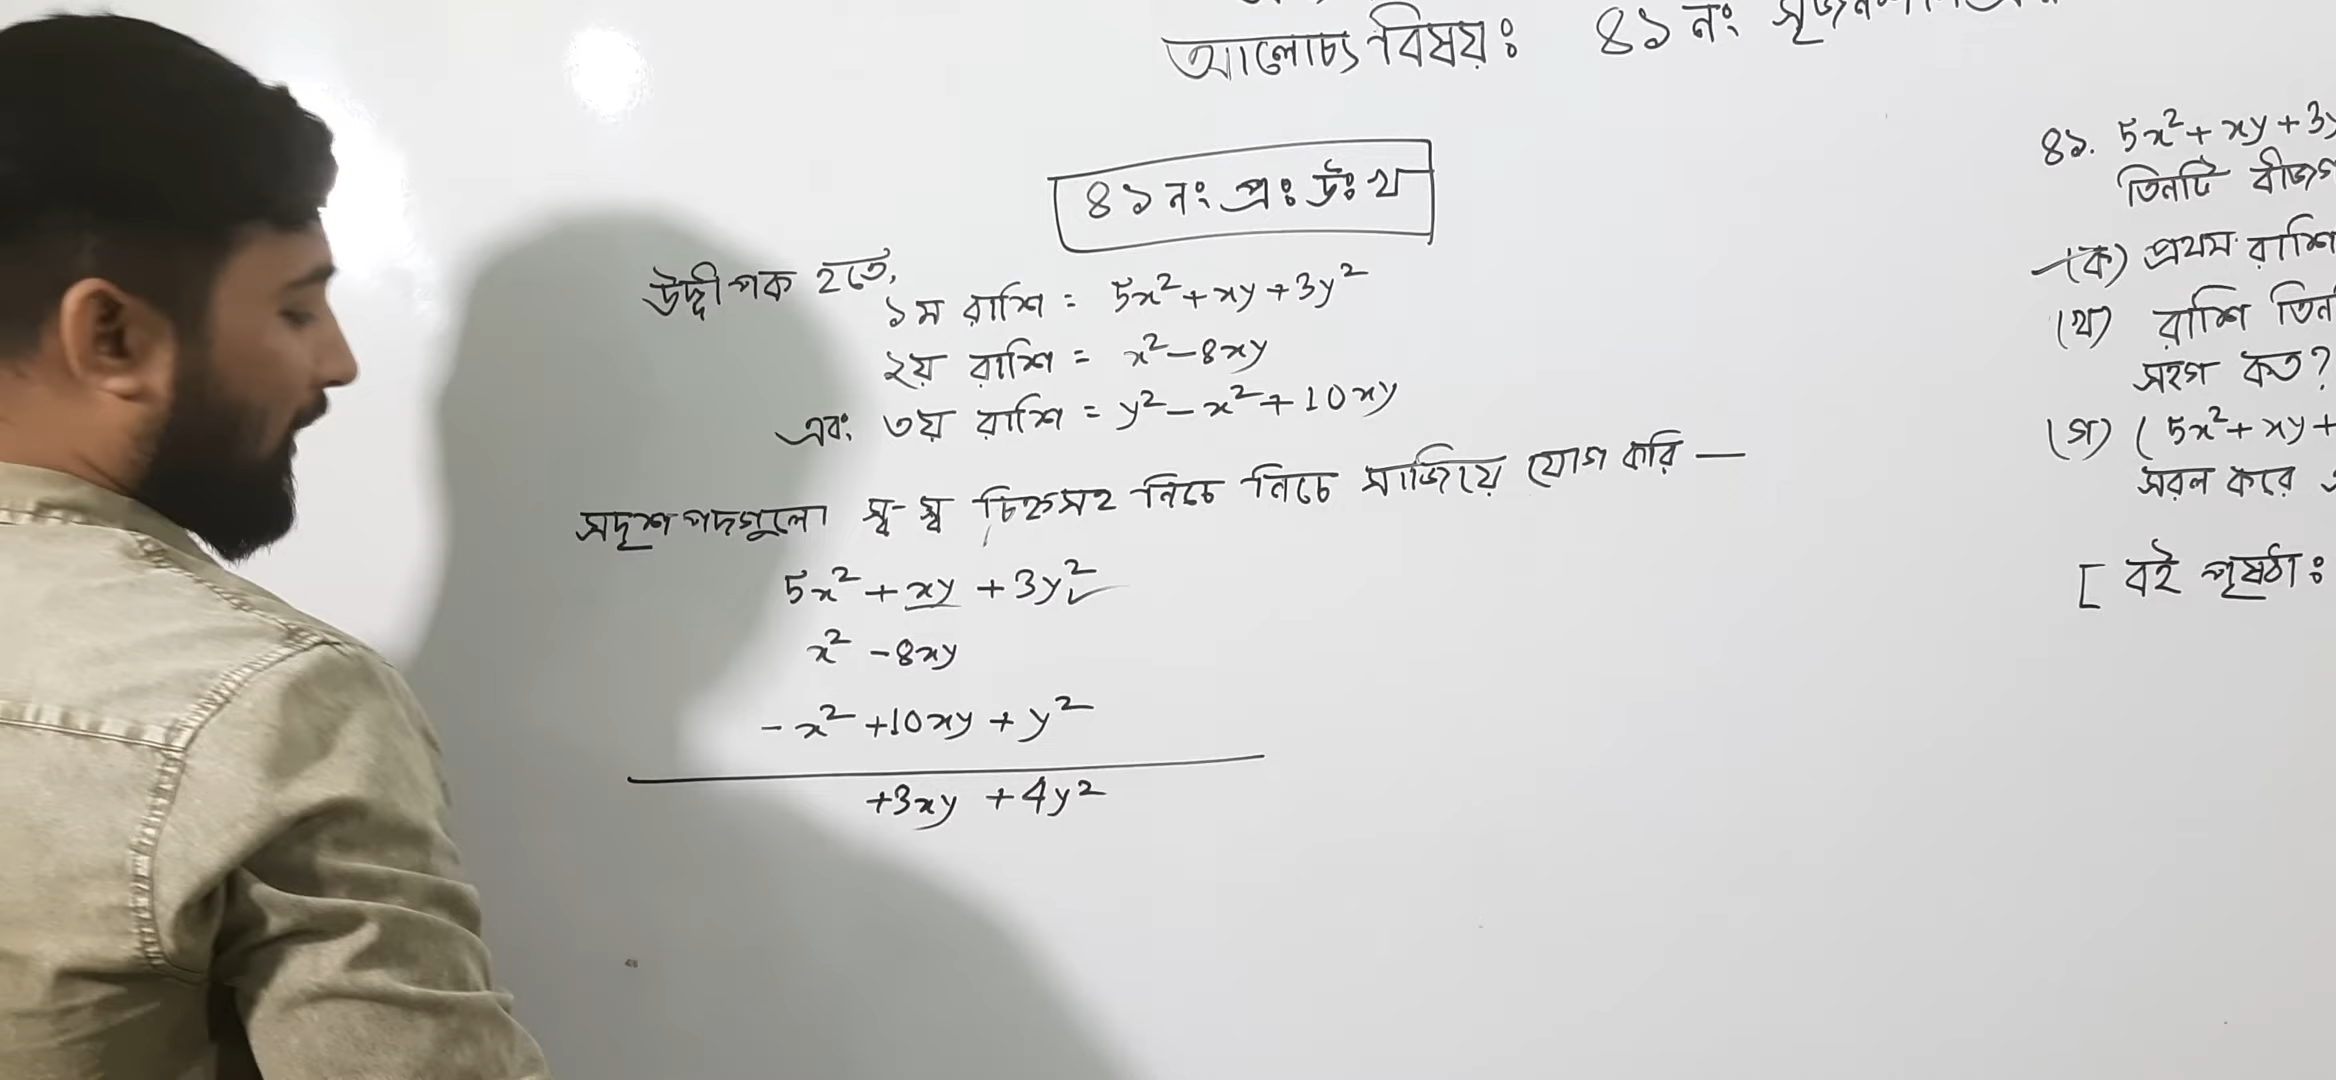 আলোচ্য বিষয়ঃ ৪১ নং
৪১ নং প্রঃ উঃ খ
উদ্দীপক হতে,
১ম রাশি = 5x² + xy + 3y²
২য় রাশি = x² - 8xy
এবং ৩য় রাশি = y² - x² + 10xy
সদৃশ পদগুলো স্ব-স্ব চিহ্নসহ নিচে নিচে সাজিয়ে যোগ করি —
5x² + xy + 3y²
x² - 8xy
- x² + 10xy + y²
+3xy + 4y²
৪১. 5x² + xy + 3y
তিনটি বীজগ
(ক) প্রথম রাশি
(খ) রাশি তিন
সহগ কত?
(গ) (5x² + xy +
সরল করে
[ বই পৃষ্ঠাঃ